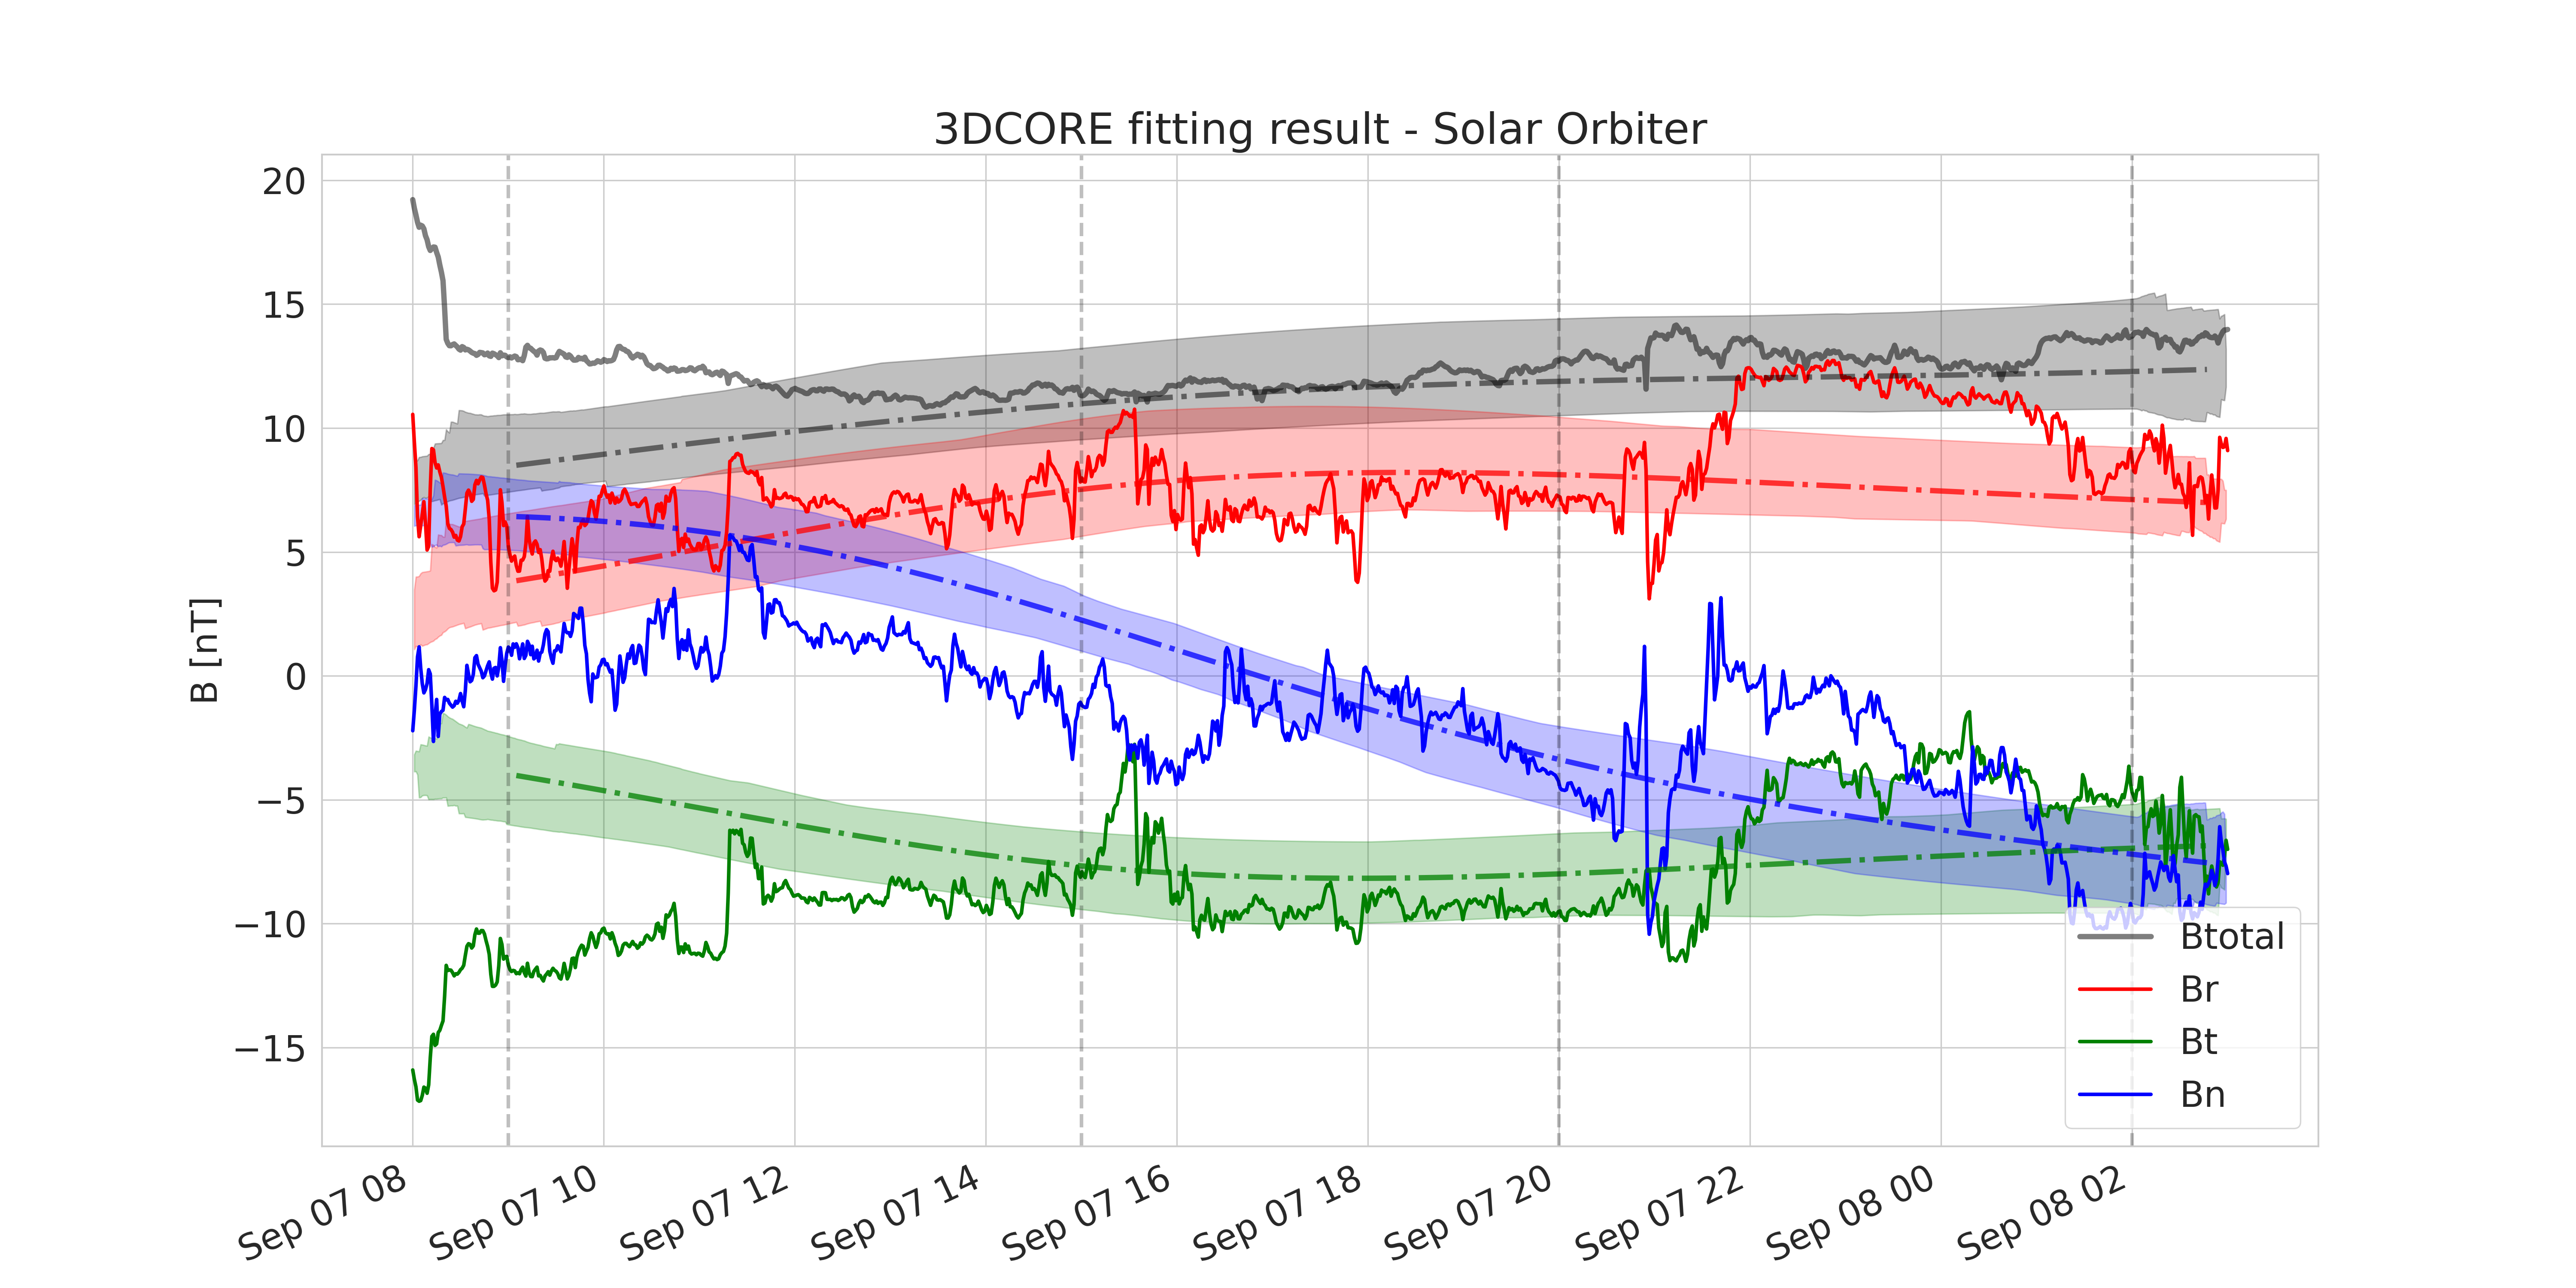 3DCORE fitting result - Solar Orbiter
20
15
10
5
0
−5
−10
−15
B [nT]
Btotal
Br
Bt
Bn
Sep 07 08
Sep 07 10
Sep 07 12
Sep 07 14
Sep 07 16
Sep 07 18
Sep 07 20
Sep 07 22
Sep 08 00
Sep 08 02